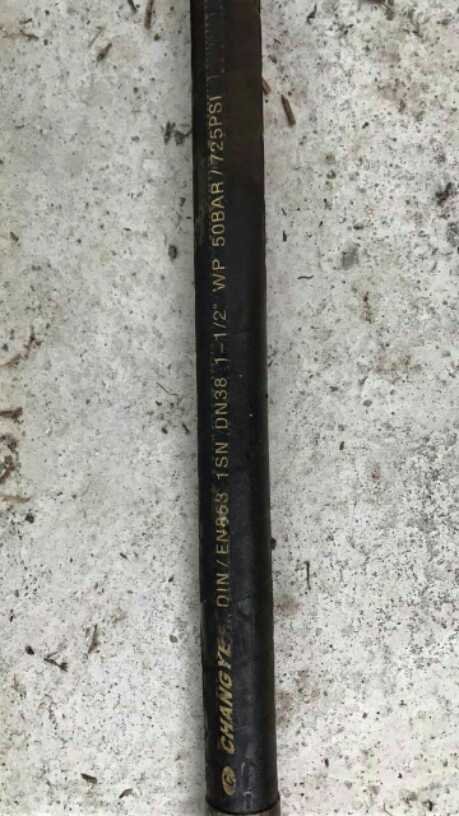 CHANGYE DIN/EN853 1SN DN38 1-1/2" WP 50BAR/725PSI